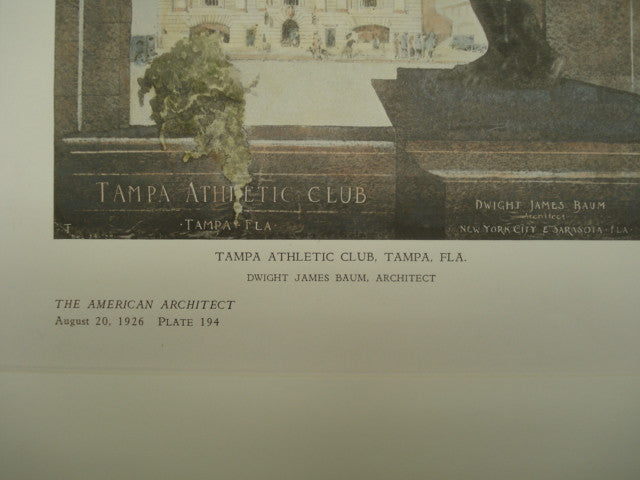 TAMPA ATHLETIC CLUB
·TAMPA· FLA·
DWIGHT JAMES BAUM
Architect
NEW YORK CITY & SARASOTA·FLA·
TAMPA ATHLETIC CLUB, TAMPA, FLA.
DWIGHT JAMES BAUM, ARCHITECT
THE AMERICAN ARCHITECT
August 20, 1926 PLATE 194